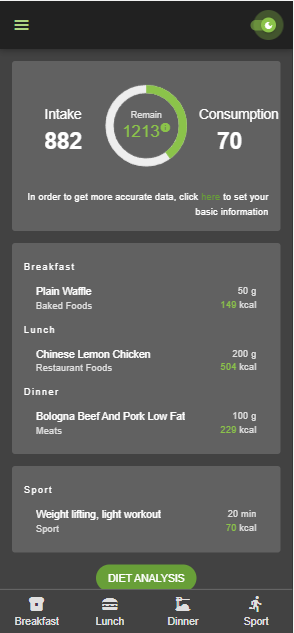 Intake
882
Remain
1213
Consumption
70
In order to get more accurate data, click here to set your
basic information
Breakfast
Plain Waffle 50 g
Baked Foods 149 kcal
Lunch
Chinese Lemon Chicken 200 g
Restaurant Foods 504 kcal
Dinner
Bologna Beef And Pork Low Fat 100 g
Meats 229 kcal
Sport
Weight lifting, light workout 20 min
Sport 70 kcal
DIET ANALYSIS
Breakfast Lunch Dinner Sport